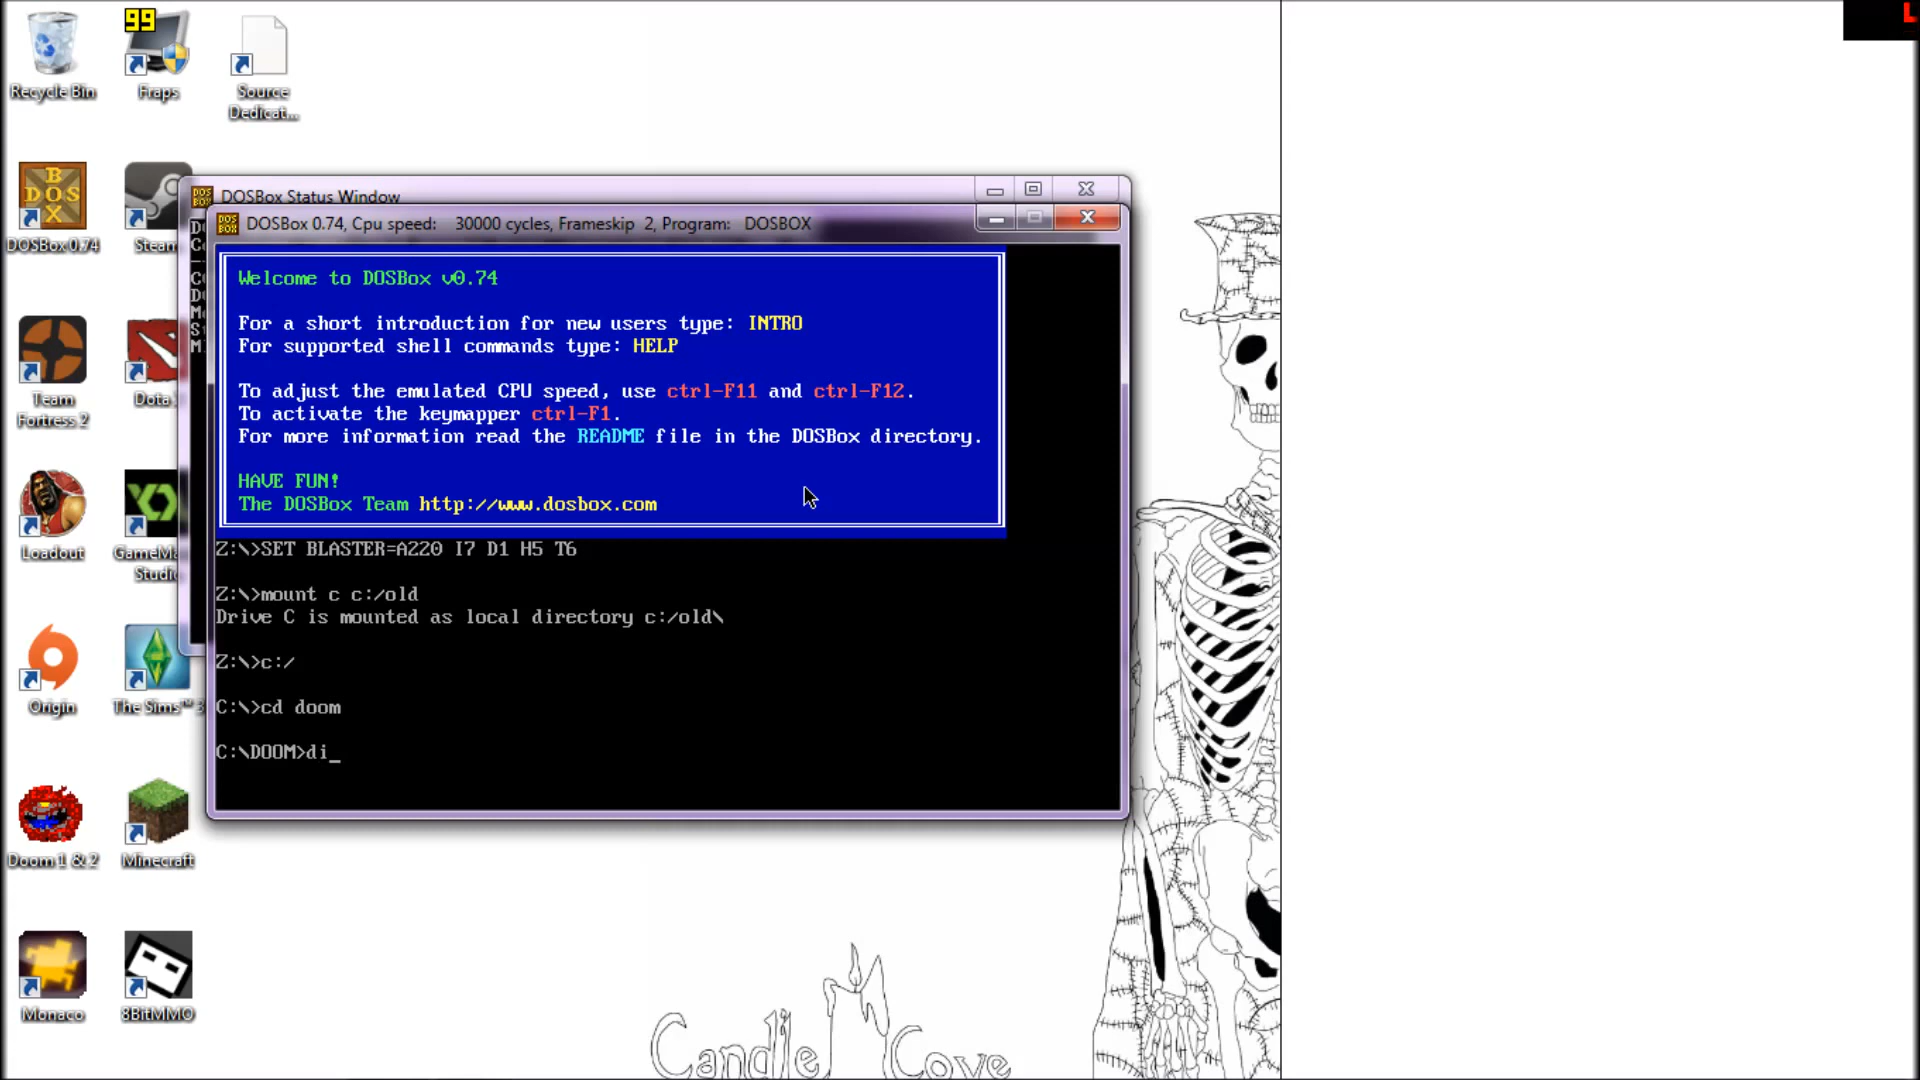 99
L
Recycle Bin
Fraps
Source
Dedicat...
BOX
DOS
DOSBox 0.74
Steam
Team
Fortress 2
Dota
Loadout
GameMa
Studio
Origin
The Sims™ 3
Doom 1 & 2
Minecraft
Monaco
8BitMMO
DOSBox Status Window
DOSBox 0.74, Cpu speed: 30000 cycles, Frameskip 2, Program: DOSBOX
Welcome to DOSBox v0.74
For a short introduction for new users type: INTRO
For supported shell commands type: HELP
To adjust the emulated CPU speed, use ctrl-F11 and ctrl-F12.
To activate the keymapper ctrl-F1.
For more information read the README file in the DOSBox directory.
HAVE FUN!
The DOSBox Team http://www.dosbox.com
Z:\>SET BLASTER=A220 I7 D1 H5 T6
Z:\>mount c c:/old
Drive C is mounted as local directory c:/old\
Z:\>c:/
C:\>cd doom
C:\DOOM>di_
Candle Cove